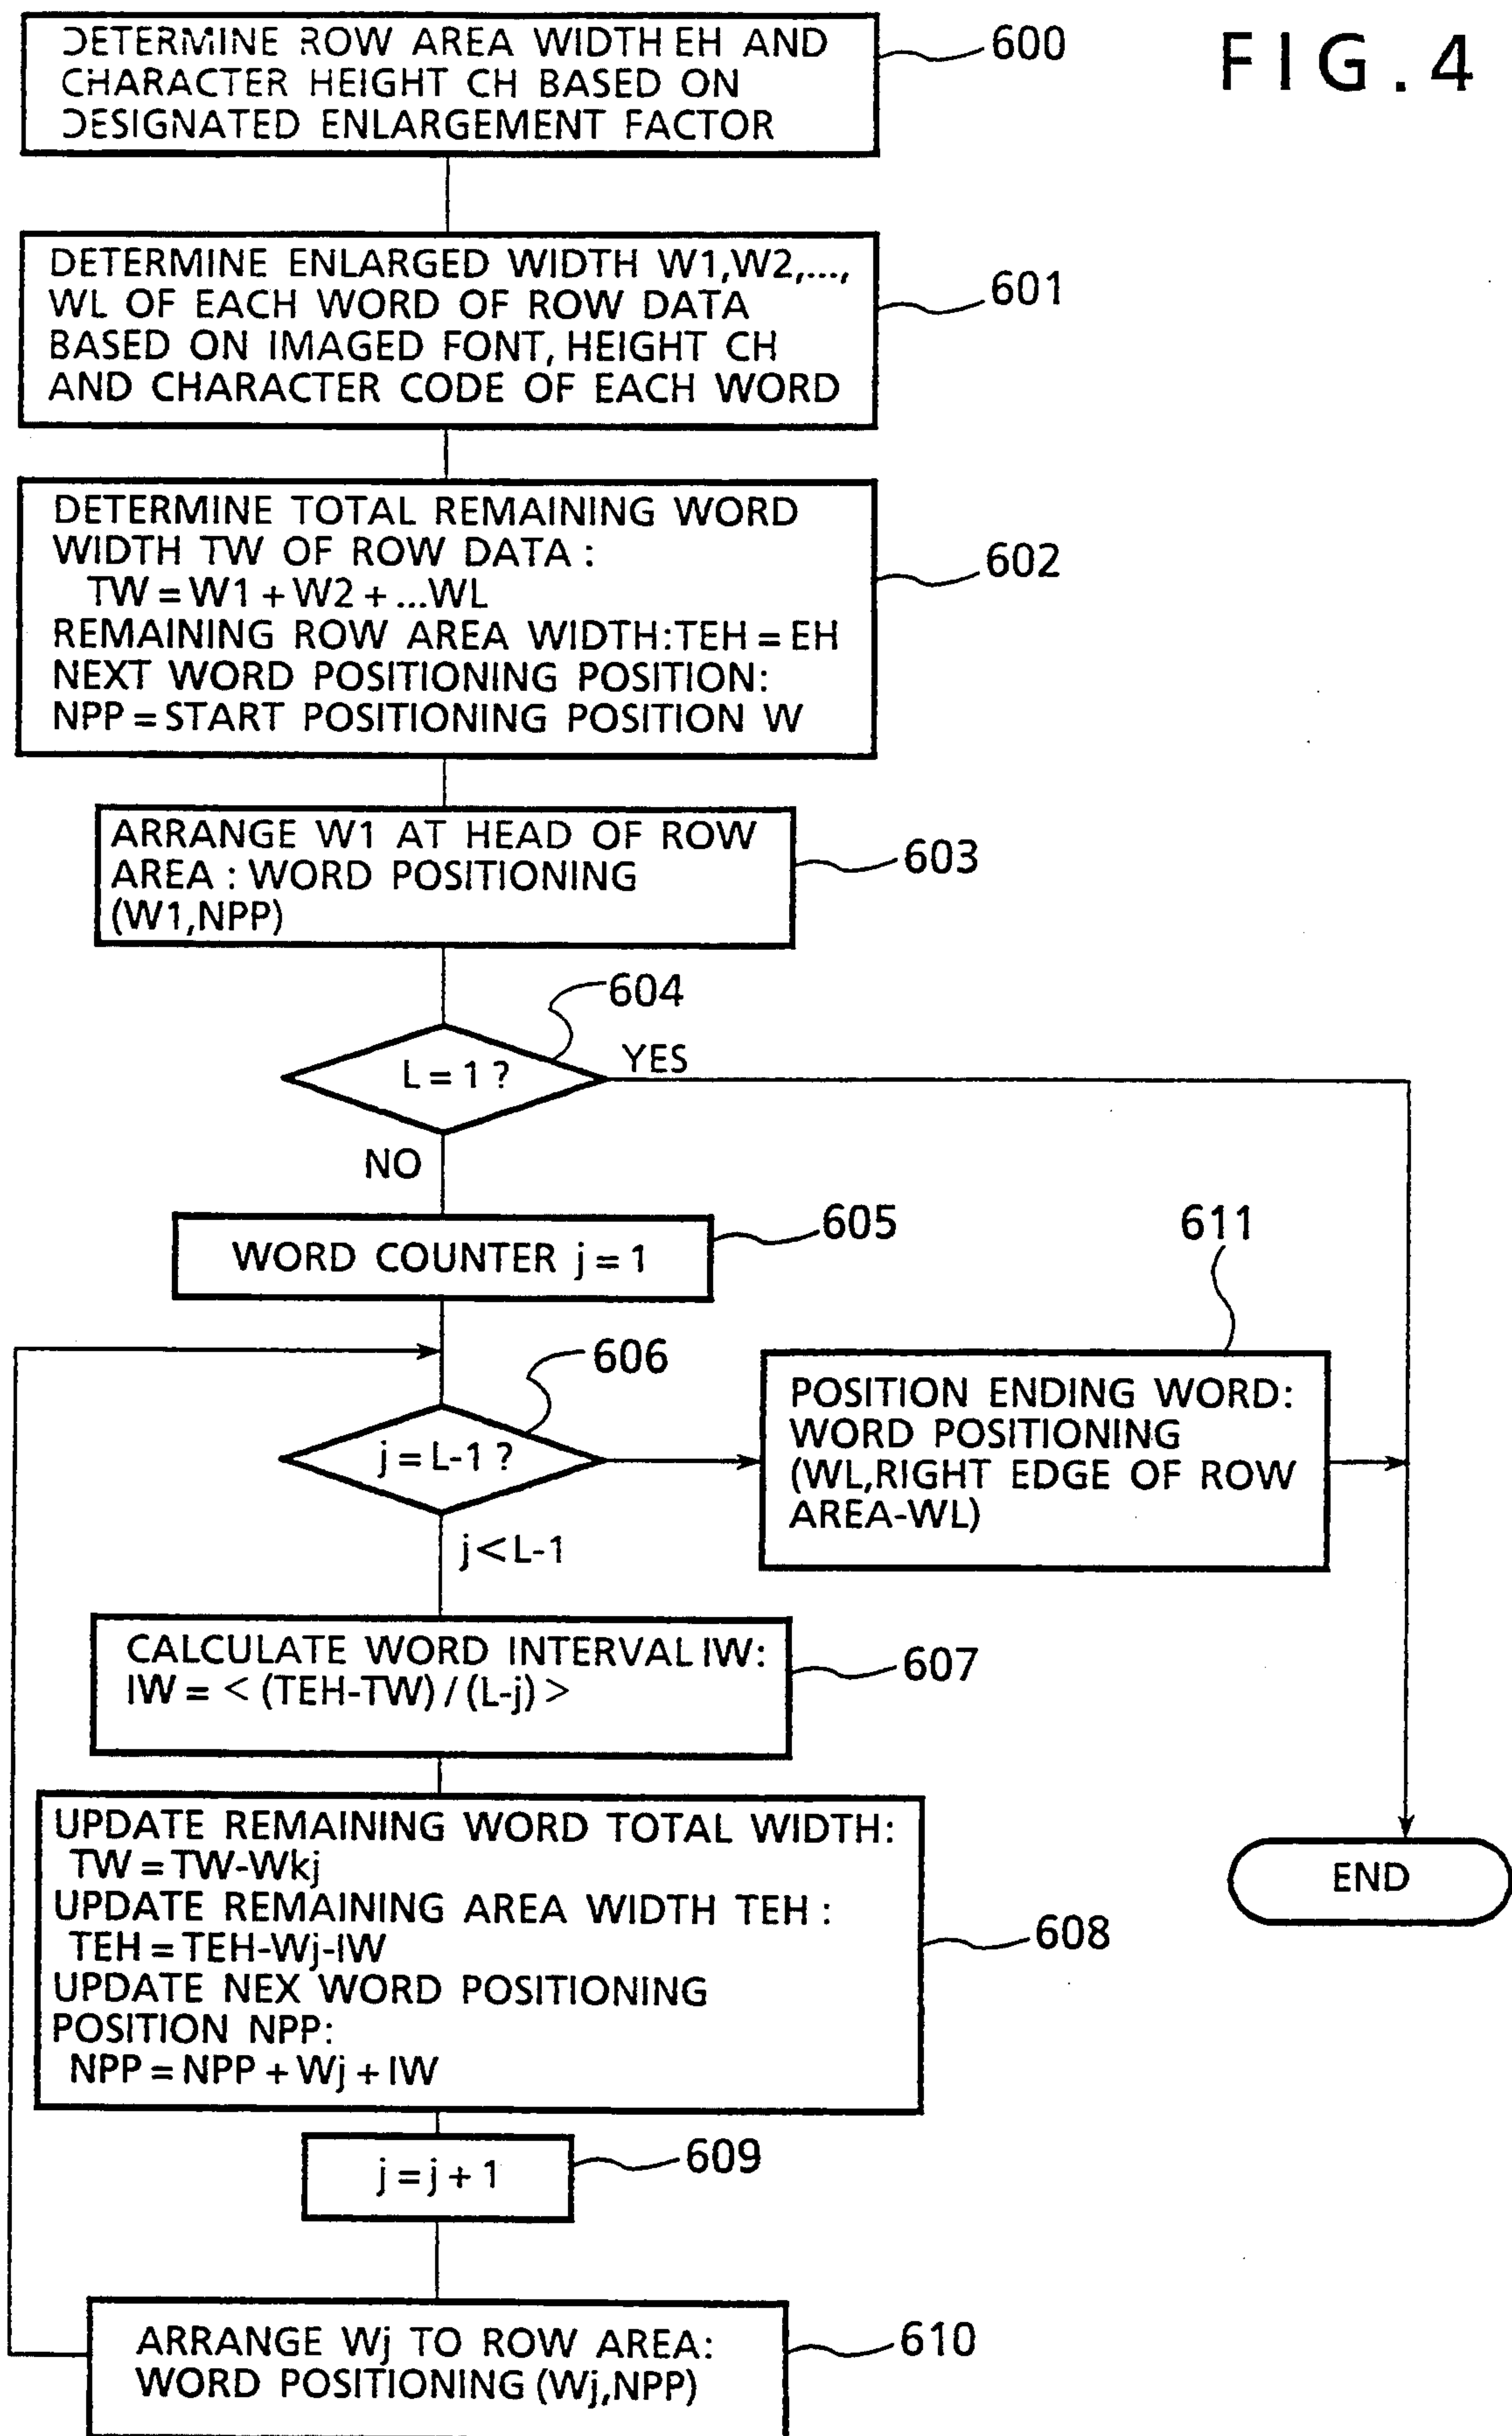 FIG.4
DETERMINE ROW AREA WIDTH EH AND
CHARACTER HEIGHT CH BASED ON
DESIGNATED ENLARGEMENT FACTOR
600
DETERMINE ENLARGED WIDTH W1,W2,...,
WL OF EACH WORD OF ROW DATA
BASED ON IMAGED FONT, HEIGHT CH
AND CHARACTER CODE OF EACH WORD
601
DETERMINE TOTAL REMAINING WORD
WIDTH TW OF ROW DATA :
TW = W1 + W2 + ...WL
REMAINING ROW AREA WIDTH:TEH = EH
NEXT WORD POSITIONING POSITION:
NPP = START POSITIONING POSITION W
602
ARRANGE W1 AT HEAD OF ROW
AREA : WORD POSITIONING
(W1,NPP)
603
604
L = 1 ?
YES
NO
WORD COUNTER j = 1
605
611
606
j = L-1 ?
POSITION ENDING WORD:
WORD POSITIONING
(WL,RIGHT EDGE OF ROW
AREA-WL)
j < L-1
CALCULATE WORD INTERVAL IW:
IW = < (TEH-TW) / (L-j) >
607
UPDATE REMAINING WORD TOTAL WIDTH:
TW = TW-Wkj
UPDATE REMAINING AREA WIDTH TEH :
TEH = TEH-Wj-IW
UPDATE NEX WORD POSITIONING
POSITION NPP:
NPP = NPP + Wj + IW
608
END
j = j + 1
609
ARRANGE Wj TO ROW AREA:
WORD POSITIONING (Wj,NPP)
610